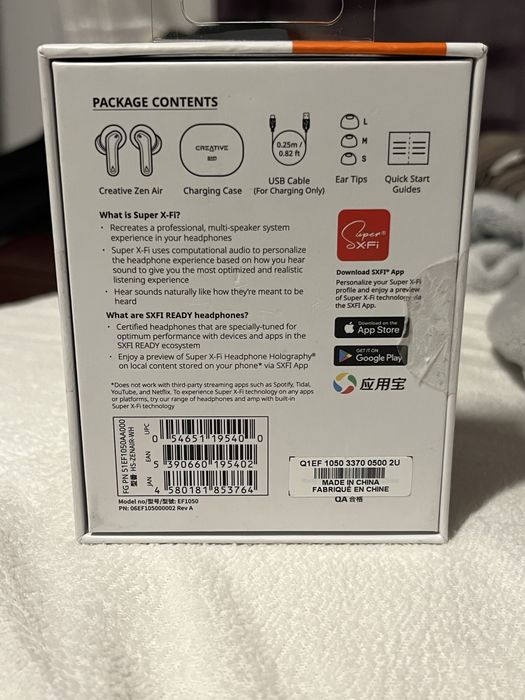 PACKAGE CONTENTS
CREATIVE
0.25m /
0.82 ft
L
M
S
Creative Zen Air
Charging Case
USB Cable
(For Charging Only)
Ear Tips
Quick Start
Guides
What is Super X-Fi?
• Recreates a professional, multi-speaker system
experience in your headphones
• Super X-Fi uses computational audio to personalize
the headphone experience based on how you hear
sound to give you the most optimized and realistic
listening experience
• Hear sounds naturally like how they're meant to be
heard
What are SXFI READY headphones?
• Certified headphones that are specially-tuned for
optimum performance with devices and apps in the
SXFI READY ecosystem
• Enjoy a preview of Super X-Fi Headphone Holography®
on local content stored on your phone* via SXFI App
*Does not work with third-party streaming apps such as Spotify, Tidal,
YouTube, and Netflix. To experience Super X-Fi technology on any apps
or platforms, try our range of headphones and amp with built-in
Super X-Fi technology
Super®
X-Fi
Download SXFI® App
Personalize your Super X-Fi
profile and enjoy a preview
of Super X-Fi technology via
the SXFI App.
Download on the
App Store
GET IT ON
Google Play
应用宝
FG PN 51EF1050AA000
型番 HS-ZENAIR-WH
UPC
0 54651 19540 0
EAN
5 390660 195402
JAN
4 580181 853764
Model no/型号/型號: EF1050
PN: 06EF105000002 Rev A
Q1EF 1050 3370 0500 2U
MADE IN CHINA
FABRIQUÉ EN CHINE
QA 合格